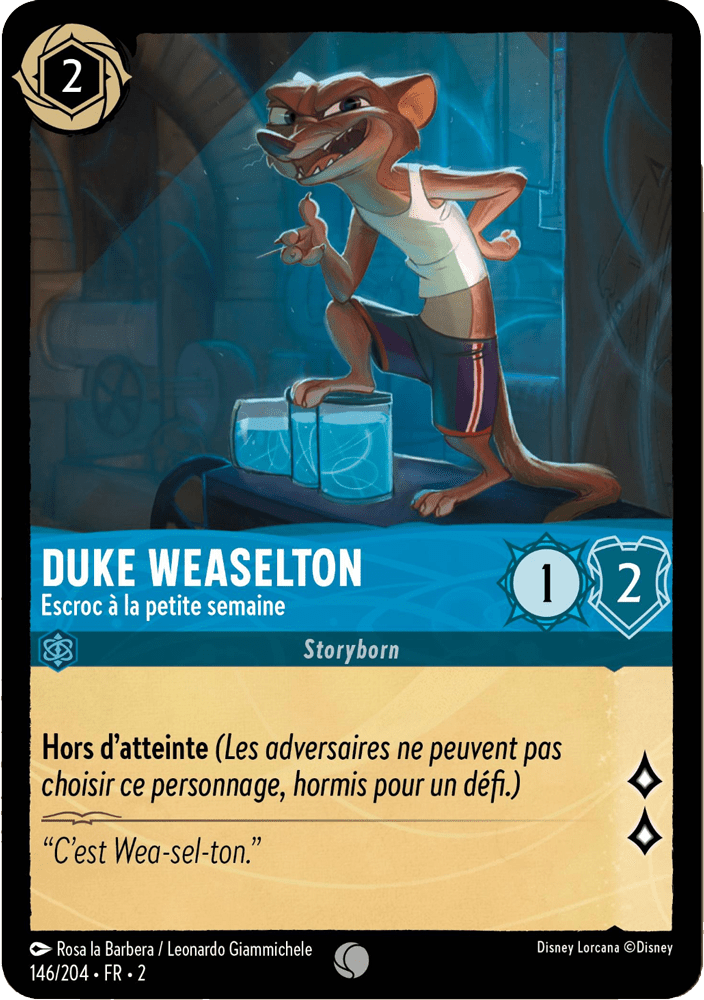 2
DUKE WEASELTON
Escroc à la petite semaine
1
2
Storyborn
Hors d’atteinte (Les adversaires ne peuvent pas
choisir ce personnage, hormis pour un défi.)
“C’est Wea-sel-ton.”
Rosa la Barbera / Leonardo Giammichele
Disney Lorcana ©Disney
146/204 • FR • 2